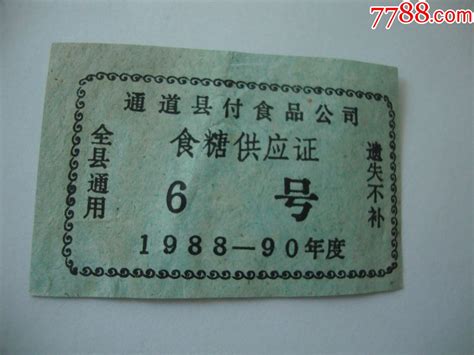 7788.com
通道县付食品公司
食糖供应证
全县通用
6 号
遗失不补
1988—90年度